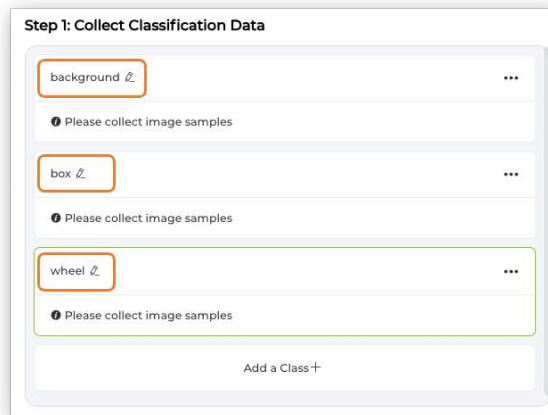 Step 1: Collect Classification Data
background
Please collect image samples
box
Please collect image samples
wheel
Please collect image samples
Add a Class+